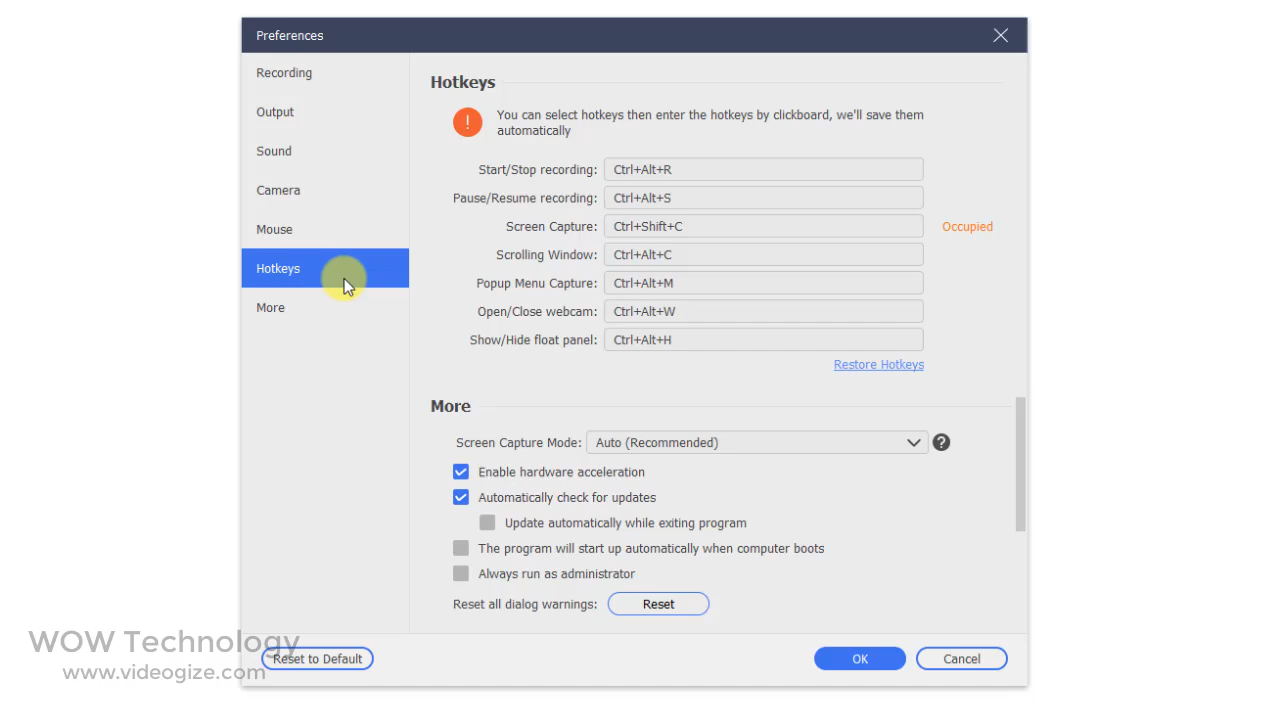 Preferences
Recording
Output
Sound
Camera
Mouse
Hotkeys
More
Hotkeys
!
You can select hotkeys then enter the hotkeys by clickboard, we'll save them
automatically
Start/Stop recording: Ctrl+Alt+R
Pause/Resume recording: Ctrl+Alt+S
Screen Capture: Ctrl+Shift+C Occupied
Scrolling Window: Ctrl+Alt+C
Popup Menu Capture: Ctrl+Alt+M
Open/Close webcam: Ctrl+Alt+W
Show/Hide float panel: Ctrl+Alt+H
Restore Hotkeys
More
Screen Capture Mode: Auto (Recommended) ?
Enable hardware acceleration
Automatically check for updates
Update automatically while exiting program
The program will start up automatically when computer boots
Always run as administrator
Reset all dialog warnings: Reset
Reset to Default OK Cancel
WOW Technology
www.videogize.com